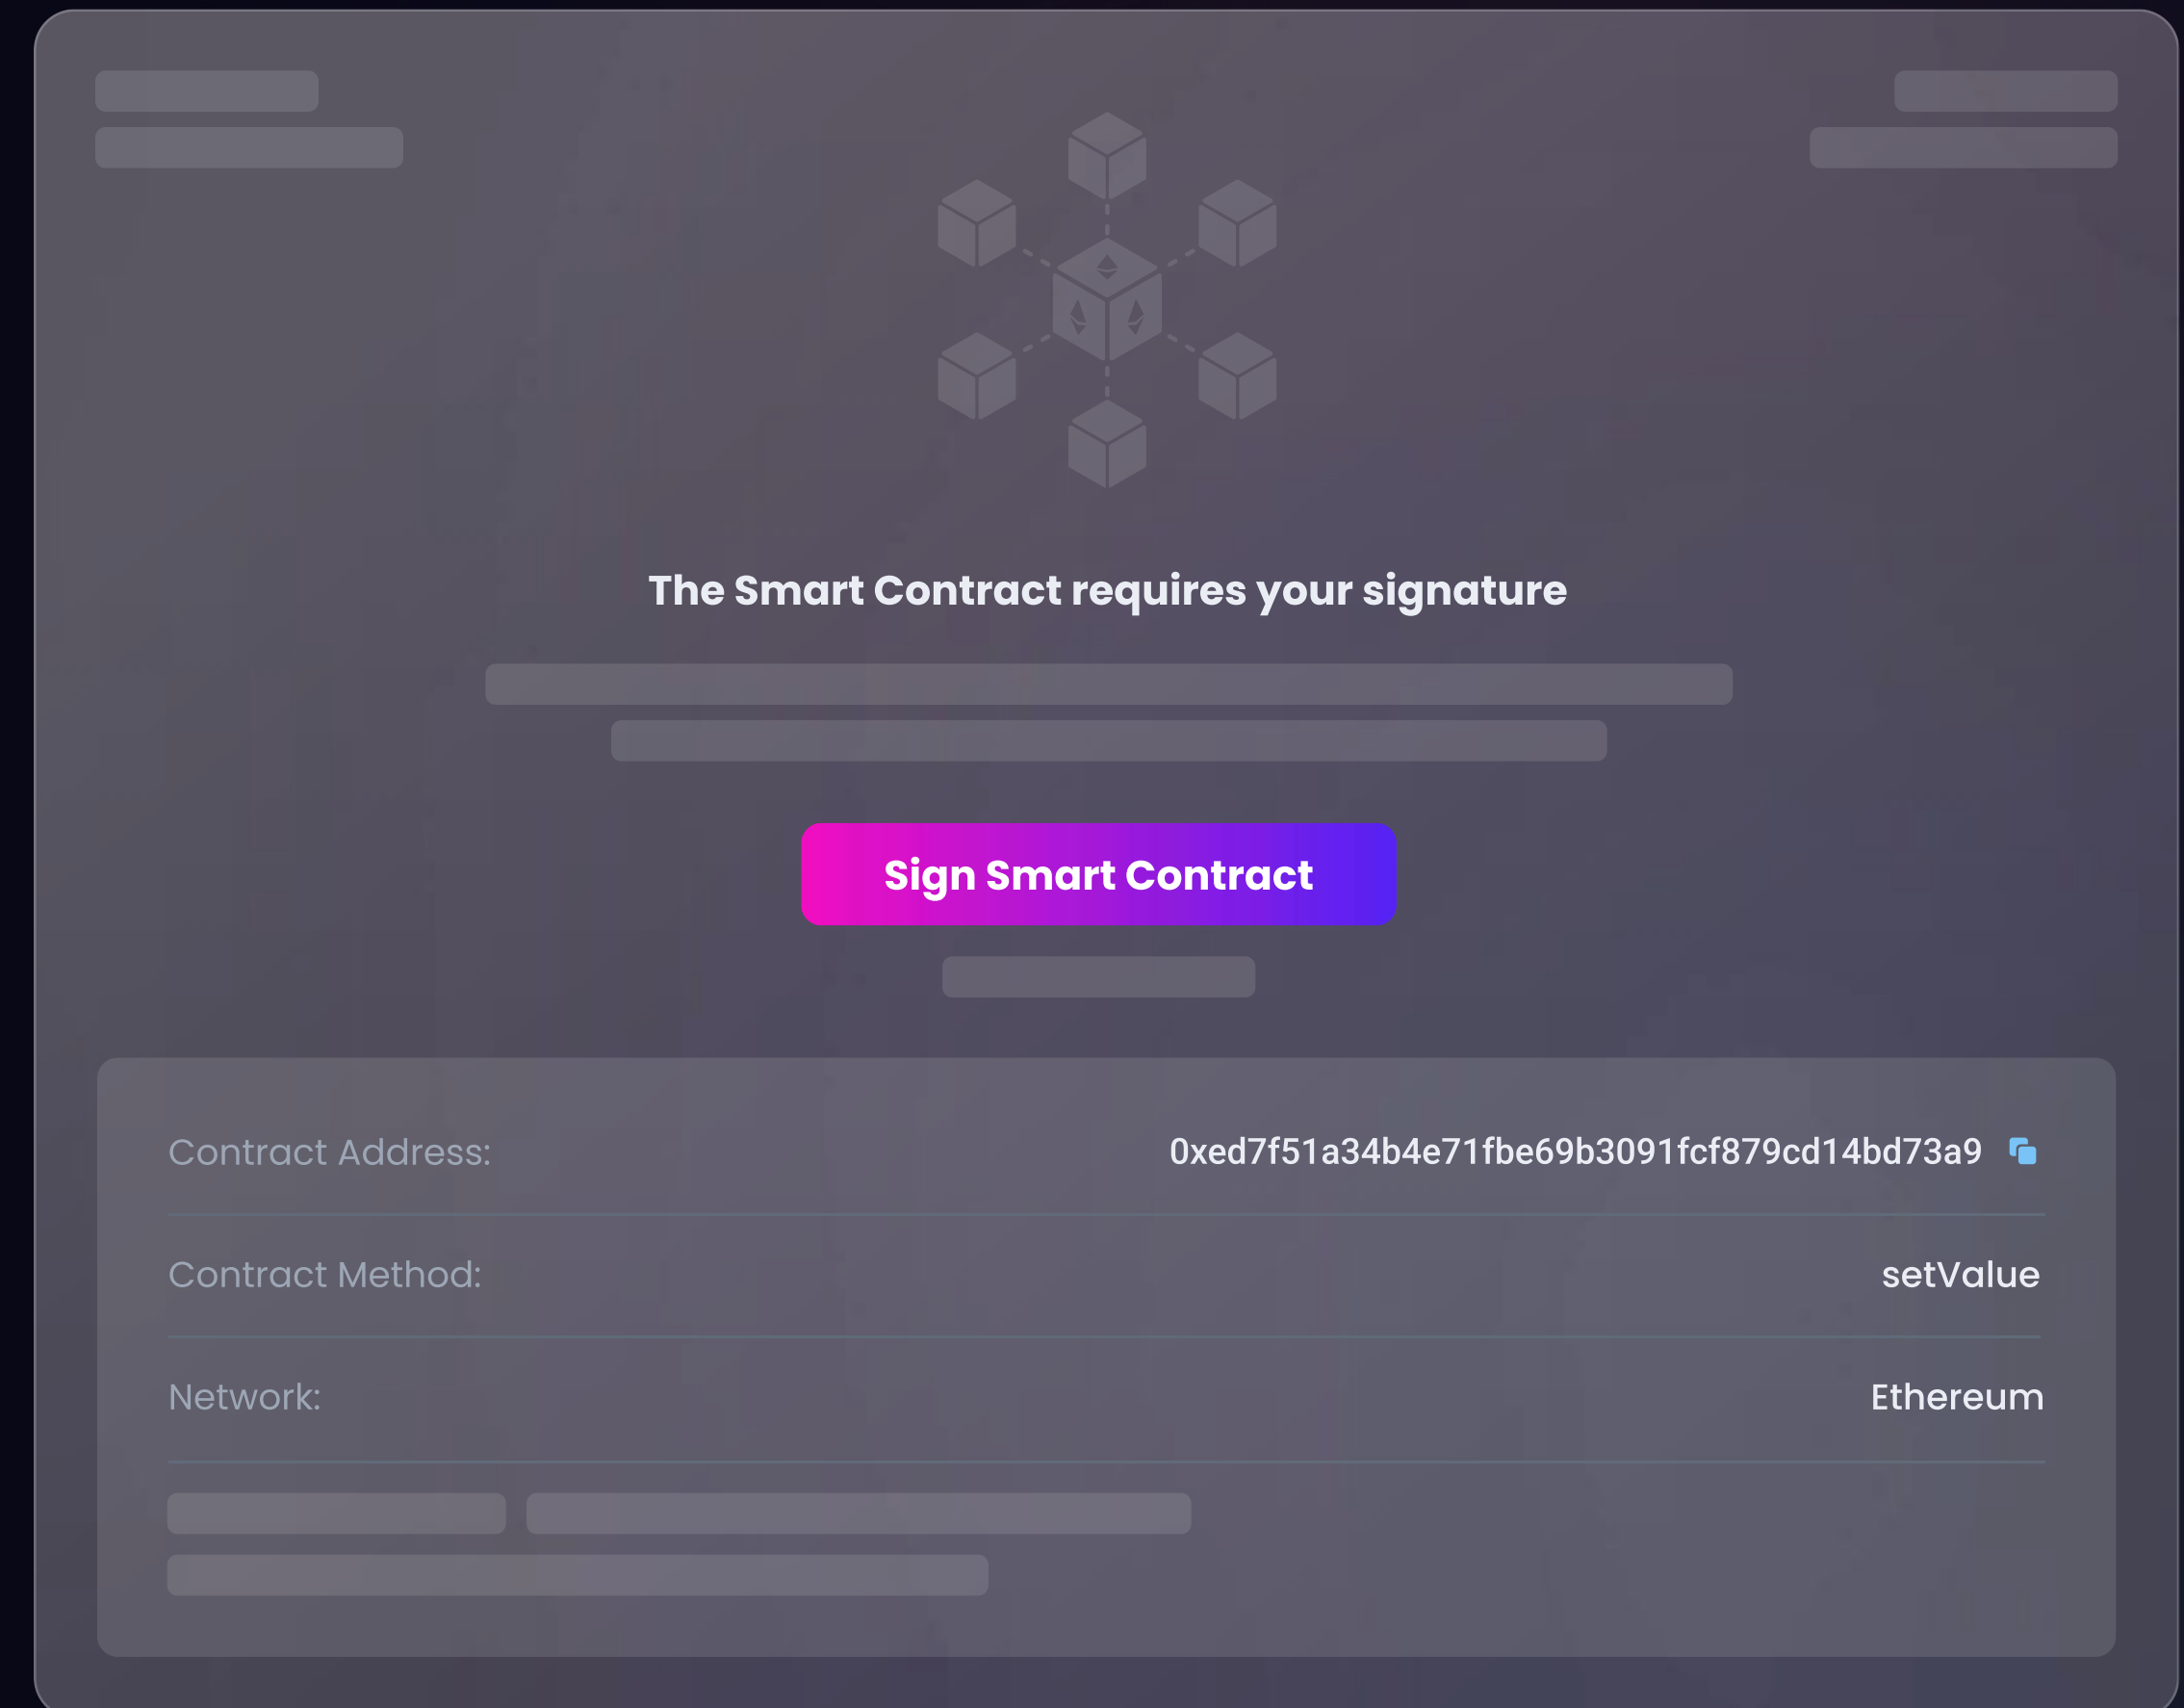 The Smart Contract requires your signature
Sign Smart Contract
Contract Address: 0xed7f51a34b4e71fbe69b3091fcf879cd14bd73a9
Contract Method: setValue
Network: Ethereum